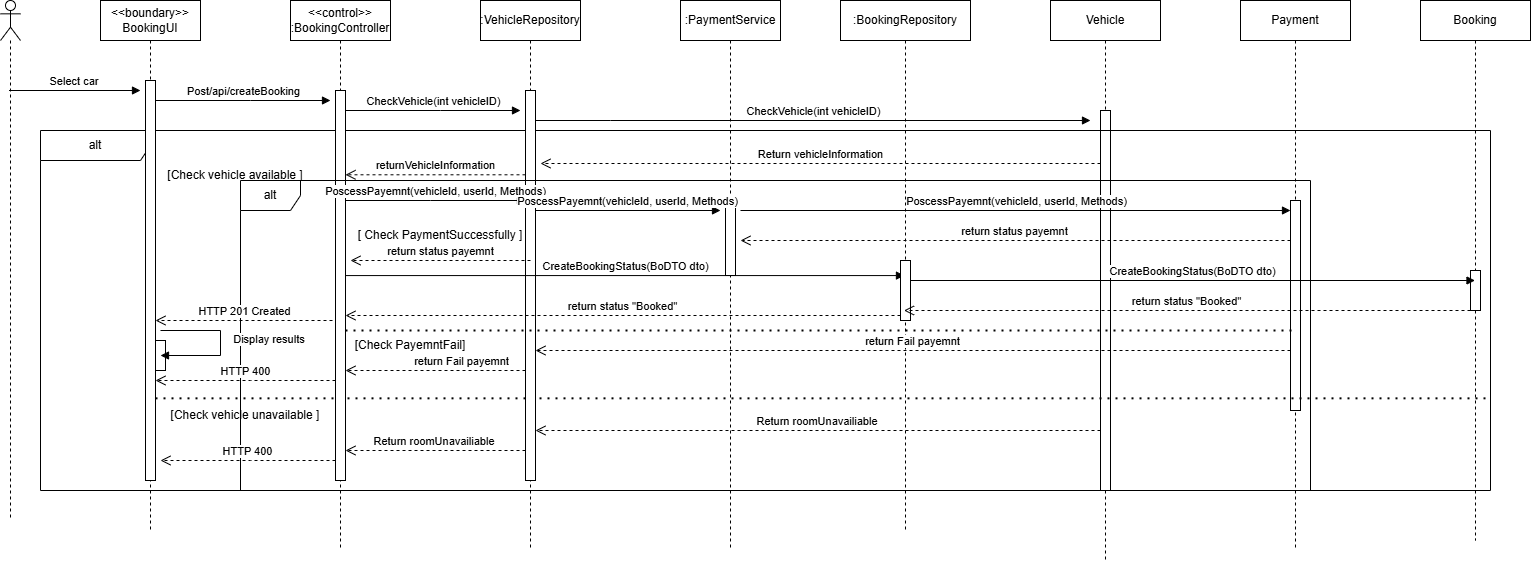 <<boundary>>
BookingUI
<<control>>
:BookingController
:VehicleRepository
:PaymentService
:BookingRepository
Vehicle
Payment
Booking
Select car
Post/api/createBooking
CheckVehicle(int vehicleID)
CheckVehicle(int vehicleID)
alt
Return vehicleInformation
returnVehicleInformation
[Check vehicle available ]
alt
PoscessPayemnt(vehicleId, userId, Methods)
PoscessPayemnt(vehicleId, userId, Methods)
PoscessPayemnt(vehicleId, userId, Methods)
[ Check PaymentSuccessfully ]
return status payemnt
return status payemnt
CreateBookingStatus(BoDTO dto)
CreateBookingStatus(BoDTO dto)
return status "Booked"
return status "Booked"
HTTP 201 Created
Display results
[Check PayemntFail]
return Fail payemnt
return Fail payemnt
HTTP 400
[Check vehicle unavailable ]
Return roomUnavailiable
Return roomUnavailiable
HTTP 400